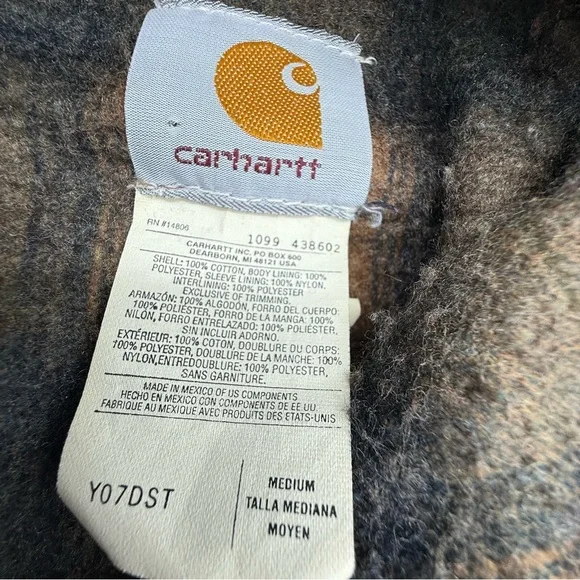 carhartt
RN #14806
1099 438602
CARHARTT INC. PO BOX 600
DEARBORN, MI 48121 USA
SHELL: 100% COTTON, BODY LINING: 100%
POLYESTER, SLEEVE LINING: 100% NYLON,
INTERLINING: 100% POLYESTER
EXCLUSIVE OF TRIMMING.
ARMAZÓN: 100% ALGODÓN, FORRO DEL CUERPO:
100% POLIÉSTER, FORRO DE LA MANGA: 100%
NILÓN, FORRO ENTRELAZADO: 100% POLIÉSTER,
SIN INCLUIR ADORNO.
EXTÉRIEUR: 100% COTON, DOUBLURE OU CORPS:
100% POLYESTER, DOUBLURE DE LA MANCHE: 100%
NYLON, ENTREDOUBLURE: 100% POLYESTER,
SANS GARNITURE.
MADE IN MEXICO OF US COMPONENTS
HECHO EN MEXICO CON COMPONENTES DE EE.UU.
FABRIQUE AU MEXIQUE AVEC PRODUITS DES ETATS-UNIS
Y07DST
MEDIUM
TALLA MEDIANA
MOYEN